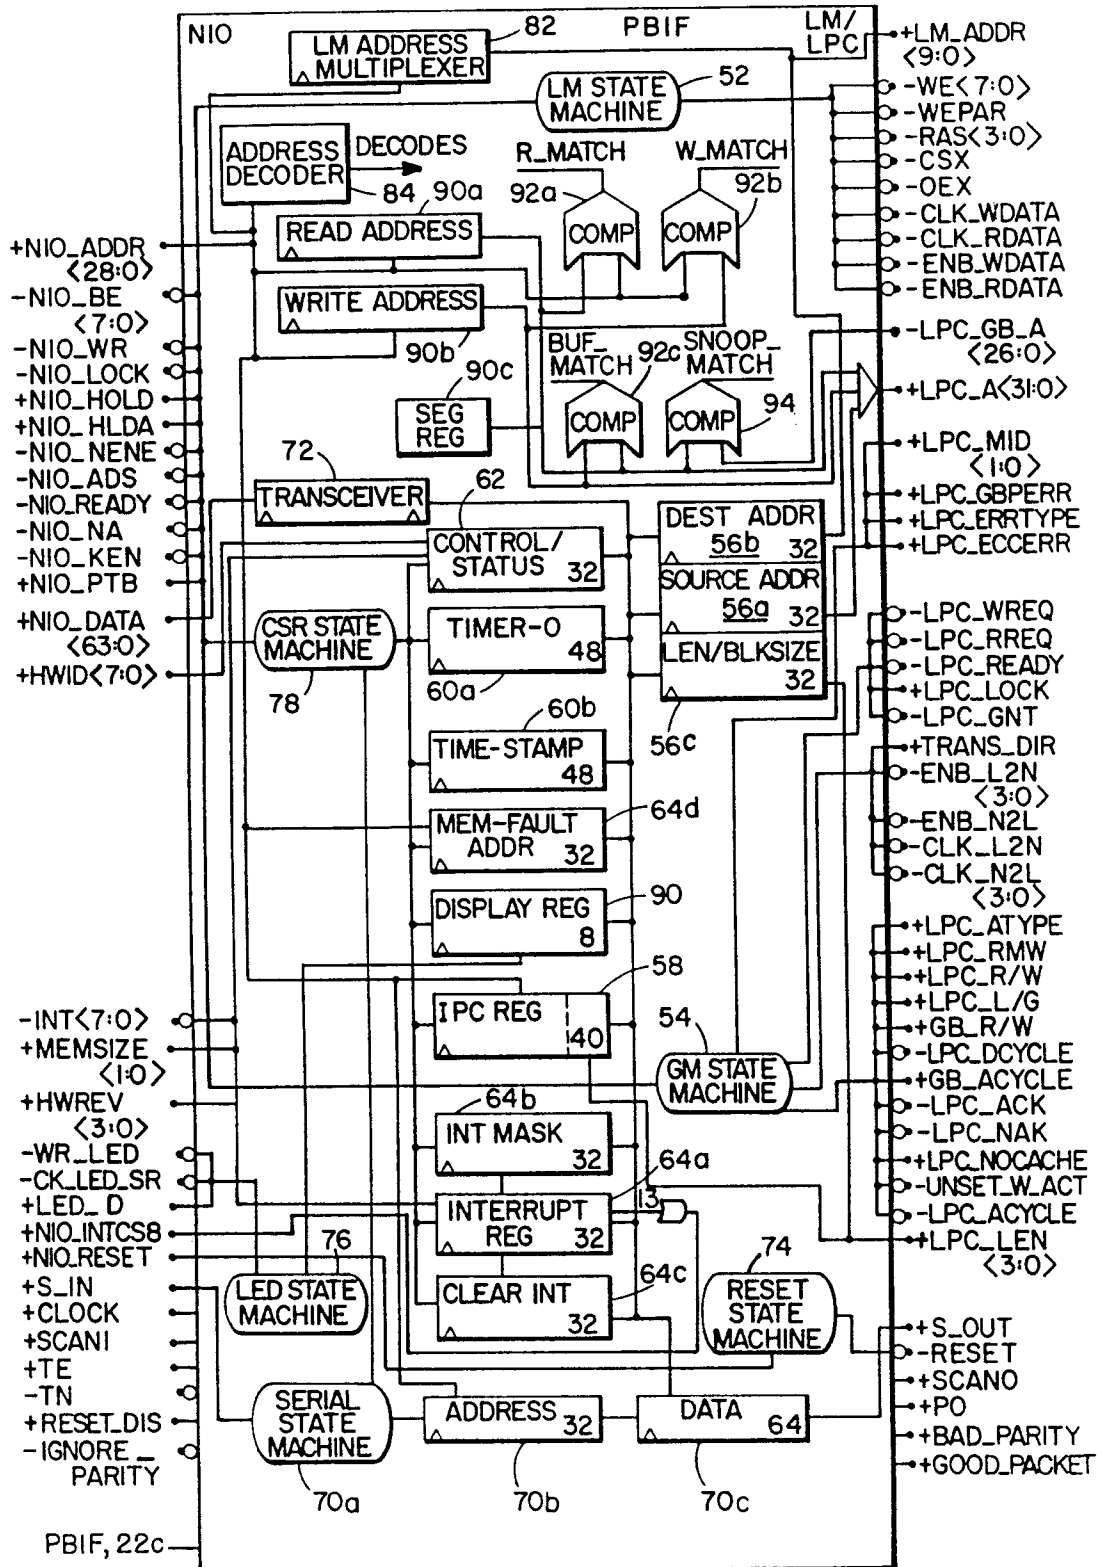 NIO
PBIF
LM/
LPC
82
LM ADDRESS
MULTIPLEXER
LM STATE
MACHINE
52
ADDRESS
DECODER
DECODES
84
R_MATCH
W_MATCH
90a
92a
92b
READ ADDRESS
COMP
COMP
WRITE ADDRESS
90b
BUF_
MATCH
92c
SNOOP_
MATCH
90c
SEG
REG
COMP
COMP
94
72
62
TRANSCEIVER
CONTROL/
STATUS
32
DEST ADDR
56b
32
SOURCE ADDR
56a
32
LEN/BLKSIZE
32
56c
CSR STATE
MACHINE
78
TIMER-0
48
60a
60b
TIME-STAMP
48
64d
MEM-FAULT
ADDR
32
90
DISPLAY REG
8
58
IPC REG
40
54
GM STATE
MACHINE
64b
INT MASK
32
64a
INTERRUPT
REG
32
13
64c
CLEAR INT
32
76
LED STATE
MACHINE
74
RESET
STATE
MACHINE
SERIAL
STATE
MACHINE
70a
ADDRESS
32
70b
DATA
64
70c
+NIO_ADDR
<28:0>
-NIO_BE
<7:0>
-NIO_WR
-NIO_LOCK
+NIO_HOLD
+NIO_HLDA
-NIO_NENE
-NIO_ADS
-NIO_READY
-NIO_NA
-NIO_KEN
+NIO_PTB
+NIO_DATA
<63:0>
+HWID<7:0>
-INT<7:0>
+MEMSIZE
<1:0>
+HWREV
<3:0>
-WR_LED
-CK_LED_SR
+LED_D
+NIO_INTCS8
+NIO_RESET
+S_IN
+CLOCK
+SCANI
+TE
-TN
+RESET_DIS
-IGNORE_
PARITY
PBIF, 22c
+LM_ADDR
<9:0>
-WE<7:0>
-WEPAR
-RAS<3:0>
-CSX
-OEX
-CLK_WDATA
-CLK_RDATA
-ENB_WDATA
-ENB_RDATA
-LPC_GB_A
<26:0>
+LPC_A<31:0>
+LPC_MID
<1:0>
+LPC_GBPERR
+LPC_ERRTYPE
+LPC_ECCERR
-LPC_WREQ
-LPC_RREQ
-LPC_READY
+LPC_LOCK
-LPC_GNT
+TRANS_DIR
-ENB_L2N
<3:0>
-ENB_N2L
-CLK_L2N
-CLK_N2L
<3:0>
+LPC_ATYPE
+LPC_RMW
+LPC_R/W
+LPC_L/G
+GB_R/W
-LPC_DCYCLE
+GB_ACYCLE
-LPC_ACK
-LPC_NAK
+LPC_NOCACHE
-UNSET_W_ACT
-LPC_ACYCLE
+LPC_LEN
<3:0>
+S_OUT
-RESET
+SCANO
+PO
+BAD_PARITY
+GOOD_PACKET